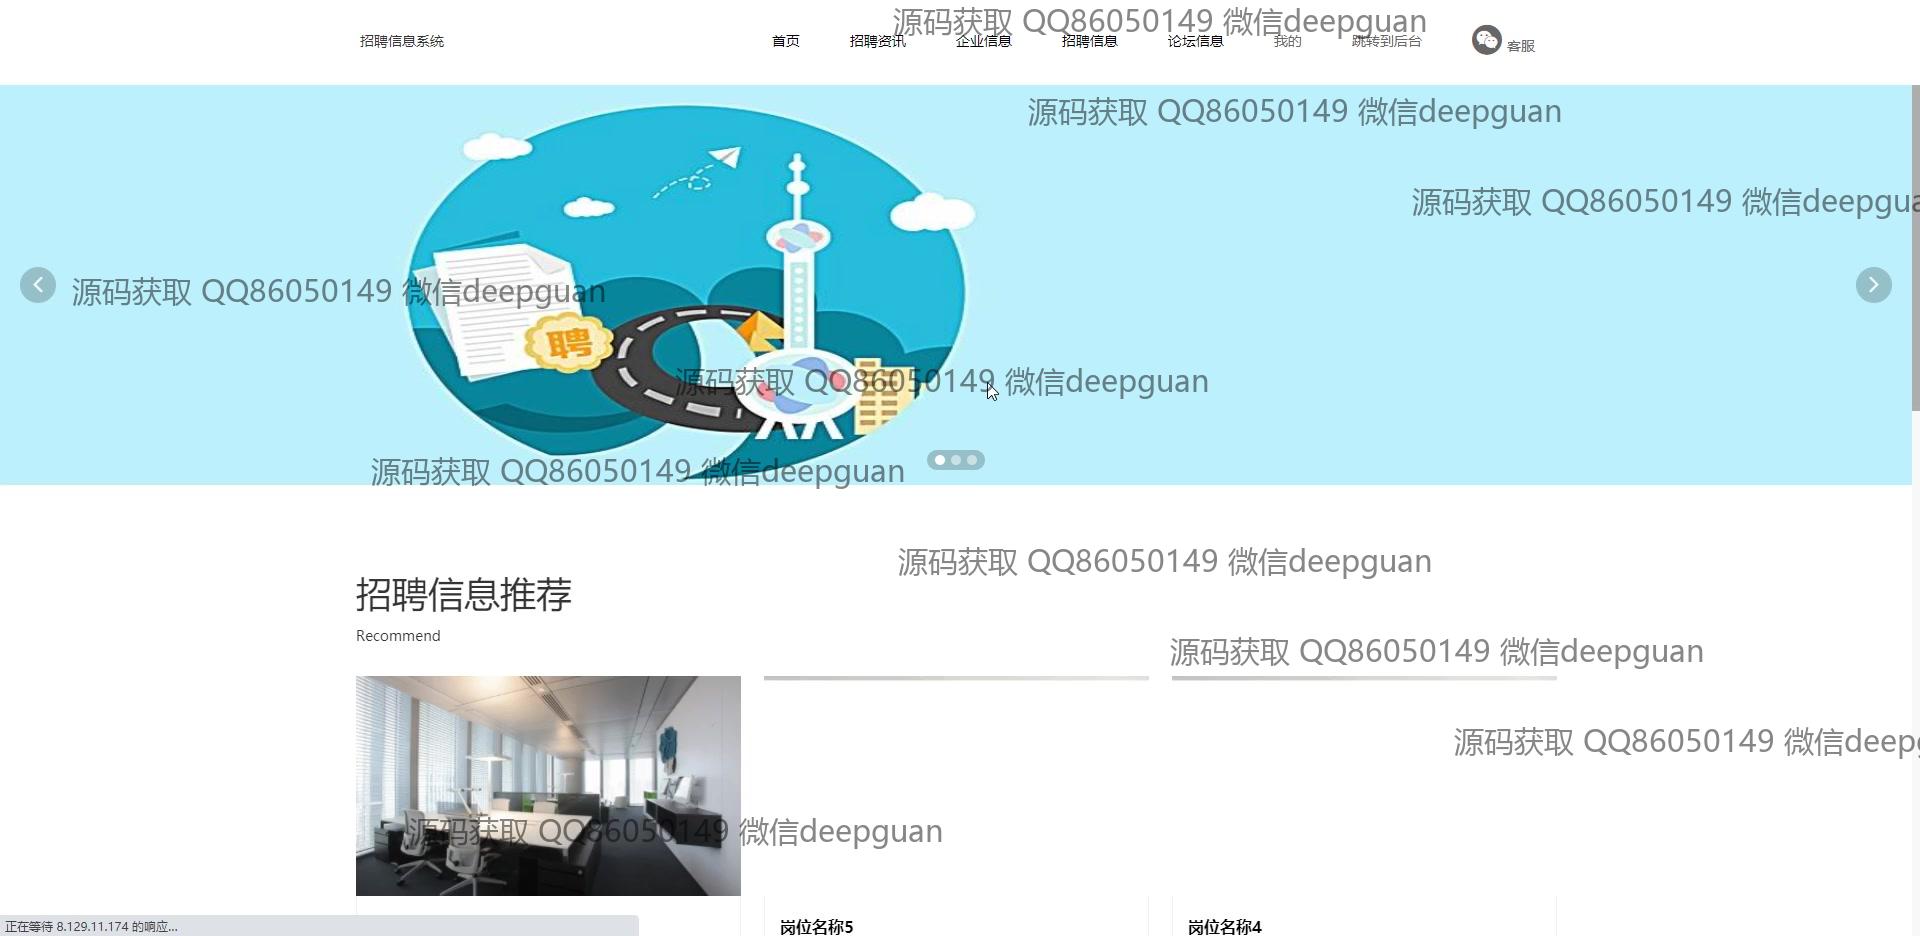 招聘信息系统 首页 招聘资讯 企业信息 招聘信息 论坛信息 我的 跳转到后台 客服
源码获取 QQ86050149 微信deepguan
源码获取 QQ86050149 微信deepguan
源码获取 QQ86050149 微信deepgua
源码获取 QQ86050149 微信deepguan
聘
源码获取 QQ86050149 微信deepguan
源码获取 QQ86050149 微信deepguan
源码获取 QQ86050149 微信deepguan
招聘信息推荐
Recommend
源码获取 QQ86050149 微信deepguan
源码获取 QQ86050149 微信deepg
源码获取 QQ86050149 微信deepguan
岗位名称5
岗位名称4
正在等待 8.129.11.174 的响应...